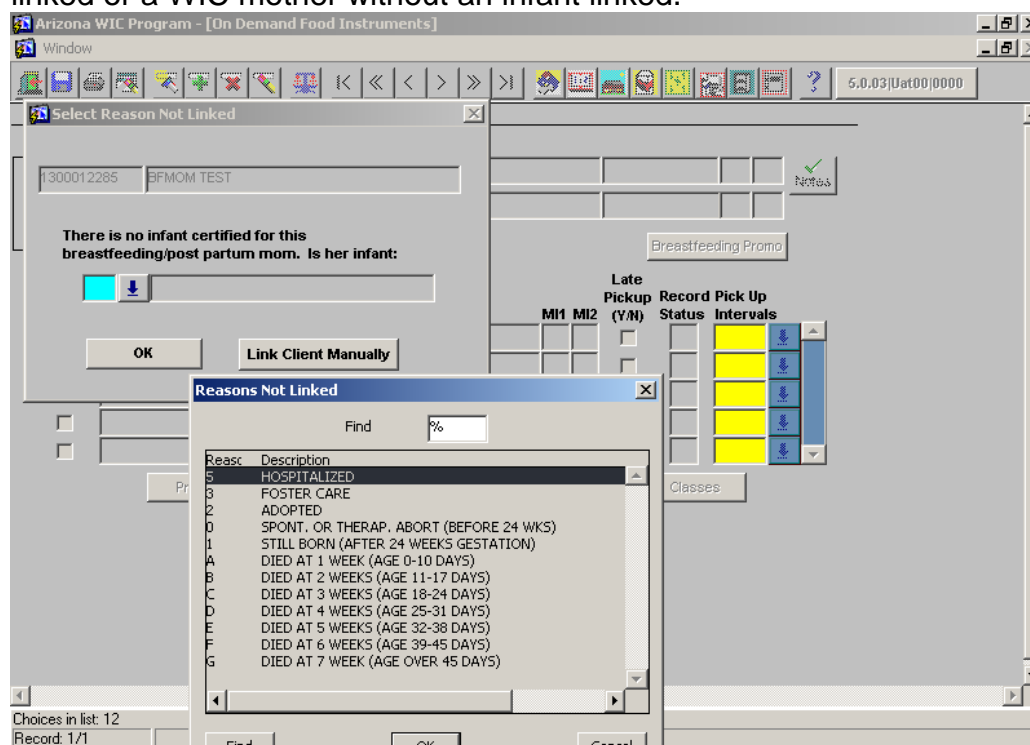 linked or a WIC mother without an infant linked.
Arizona WIC Program - [On Demand Food Instruments]
Window
5.0.03|Uat00|0000
Select Reason Not Linked
1300012285 BFMOM TEST
Notes
There is no infant certified for this
breastfeeding/post partum mom. Is her infant:
Breastfeeding Promo
Late
Pickup Record Pick Up
MI1 MI2 (Y/N) Status Intervals
OK Link Client Manually
Reasons Not Linked
Find %
Reasc Description
5 HOSPITALIZED
3 FOSTER CARE
2 ADOPTED
0 SPONT. OR THERAP. ABORT (BEFORE 24 WKS)
1 STILL BORN (AFTER 24 WEEKS GESTATION)
A DIED AT 1 WEEK (AGE 0-10 DAYS)
B DIED AT 2 WEEKS (AGE 11-17 DAYS)
C DIED AT 3 WEEKS (AGE 18-24 DAYS)
D DIED AT 4 WEEKS (AGE 25-31 DAYS)
E DIED AT 5 WEEKS (AGE 32-38 DAYS)
F DIED AT 6 WEEKS (AGE 39-45 DAYS)
G DIED AT 7 WEEK (AGE OVER 45 DAYS)
Pr Classes
Choices in list: 12
Record: 1/1
Find OK Cancel